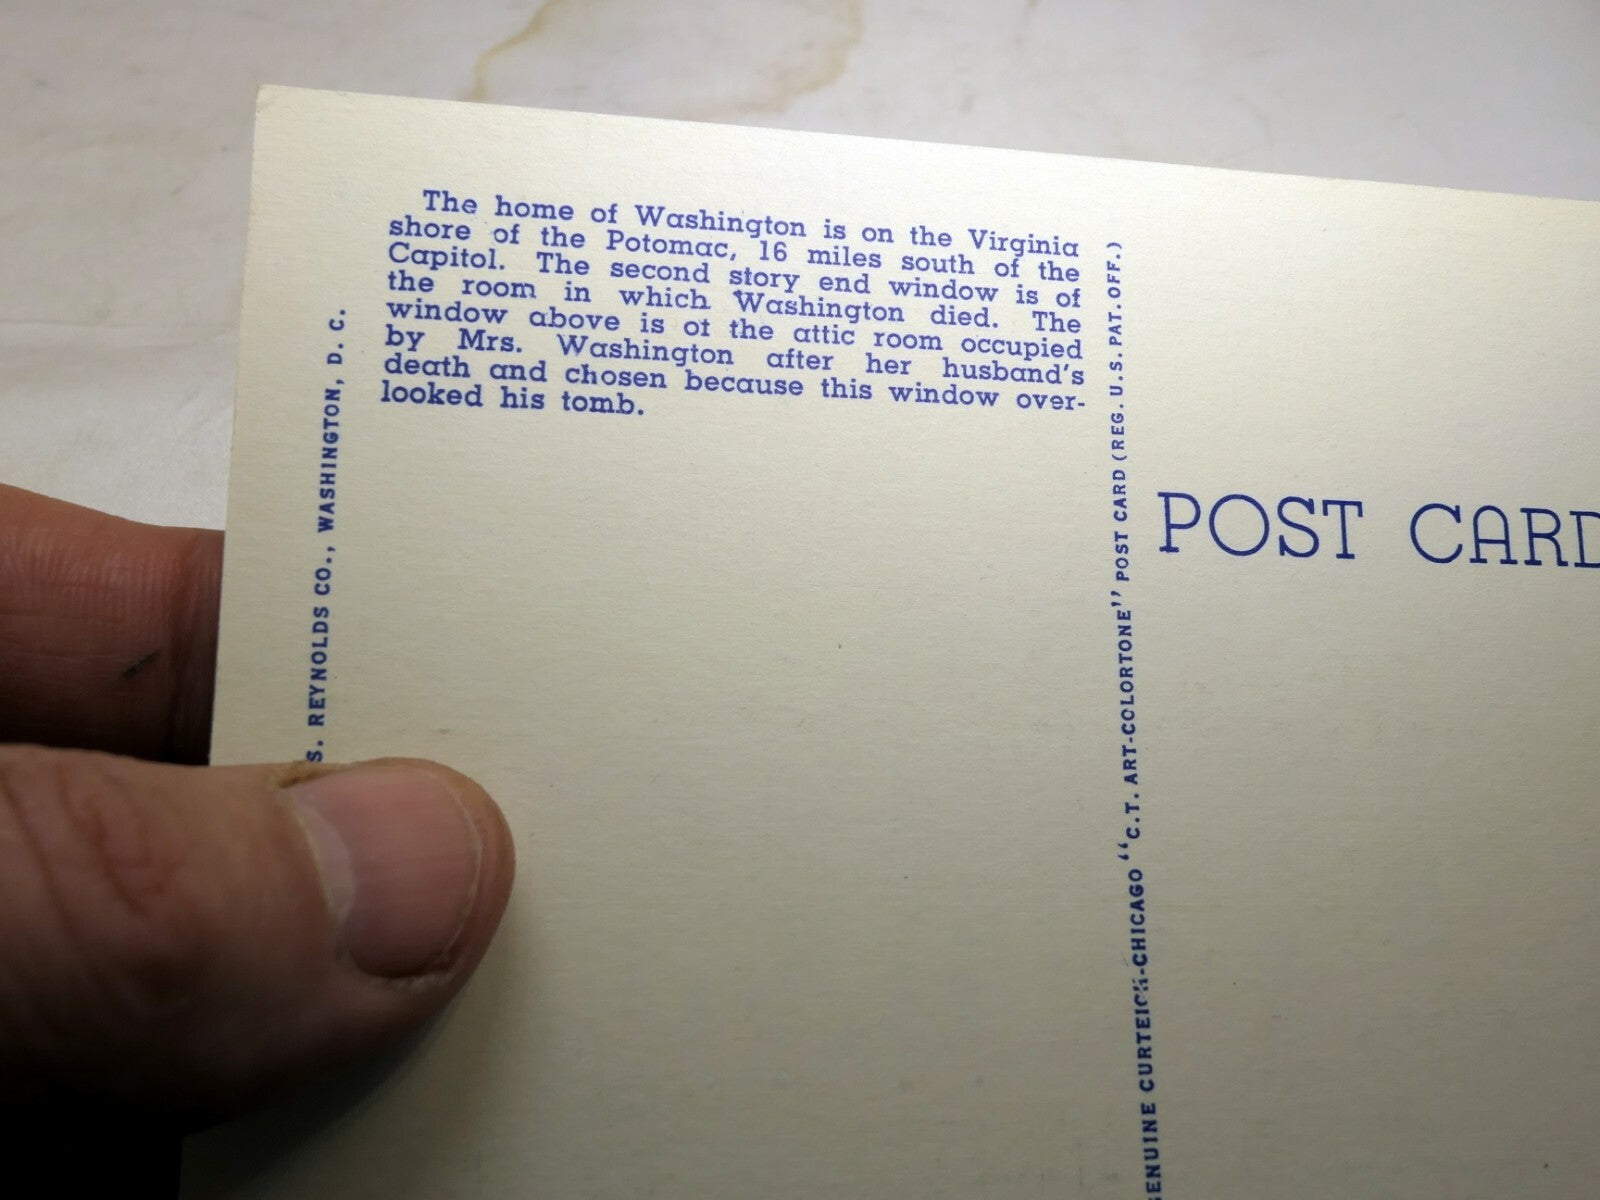 The home of Washington is on the Virginia
shore of the Potomac, 16 miles south of the
Capitol. The second story end window is of
the room in which Washington died. The
window above is ot the attic room occupied
by Mrs. Washington after her husband's
death and chosen because this window over-
looked his tomb.
S. REYNOLDS CO., WASHINGTON, D. C.
GENUINE CURTEICH-CHICAGO "C.T. ART-COLORTONE" POST CARD (REG. U.S. PAT. OFF.)
POST CARD